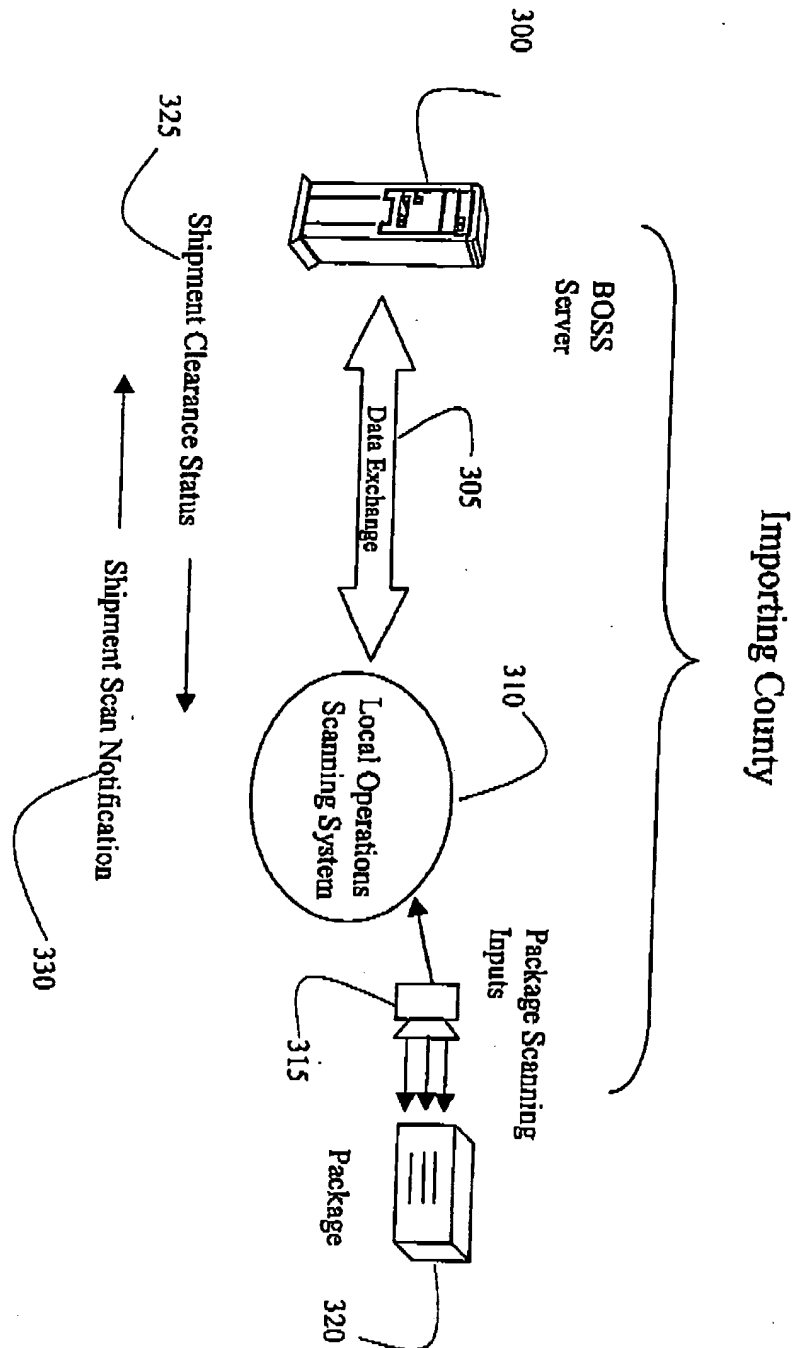 Importing County
BOSS
Server
300
Data Exchange
305
310
Local Operations
Scanning System
Package Scanning
Inputs
315
Package
320
325
Shipment Clearance Status
Shipment Scan Notification
330